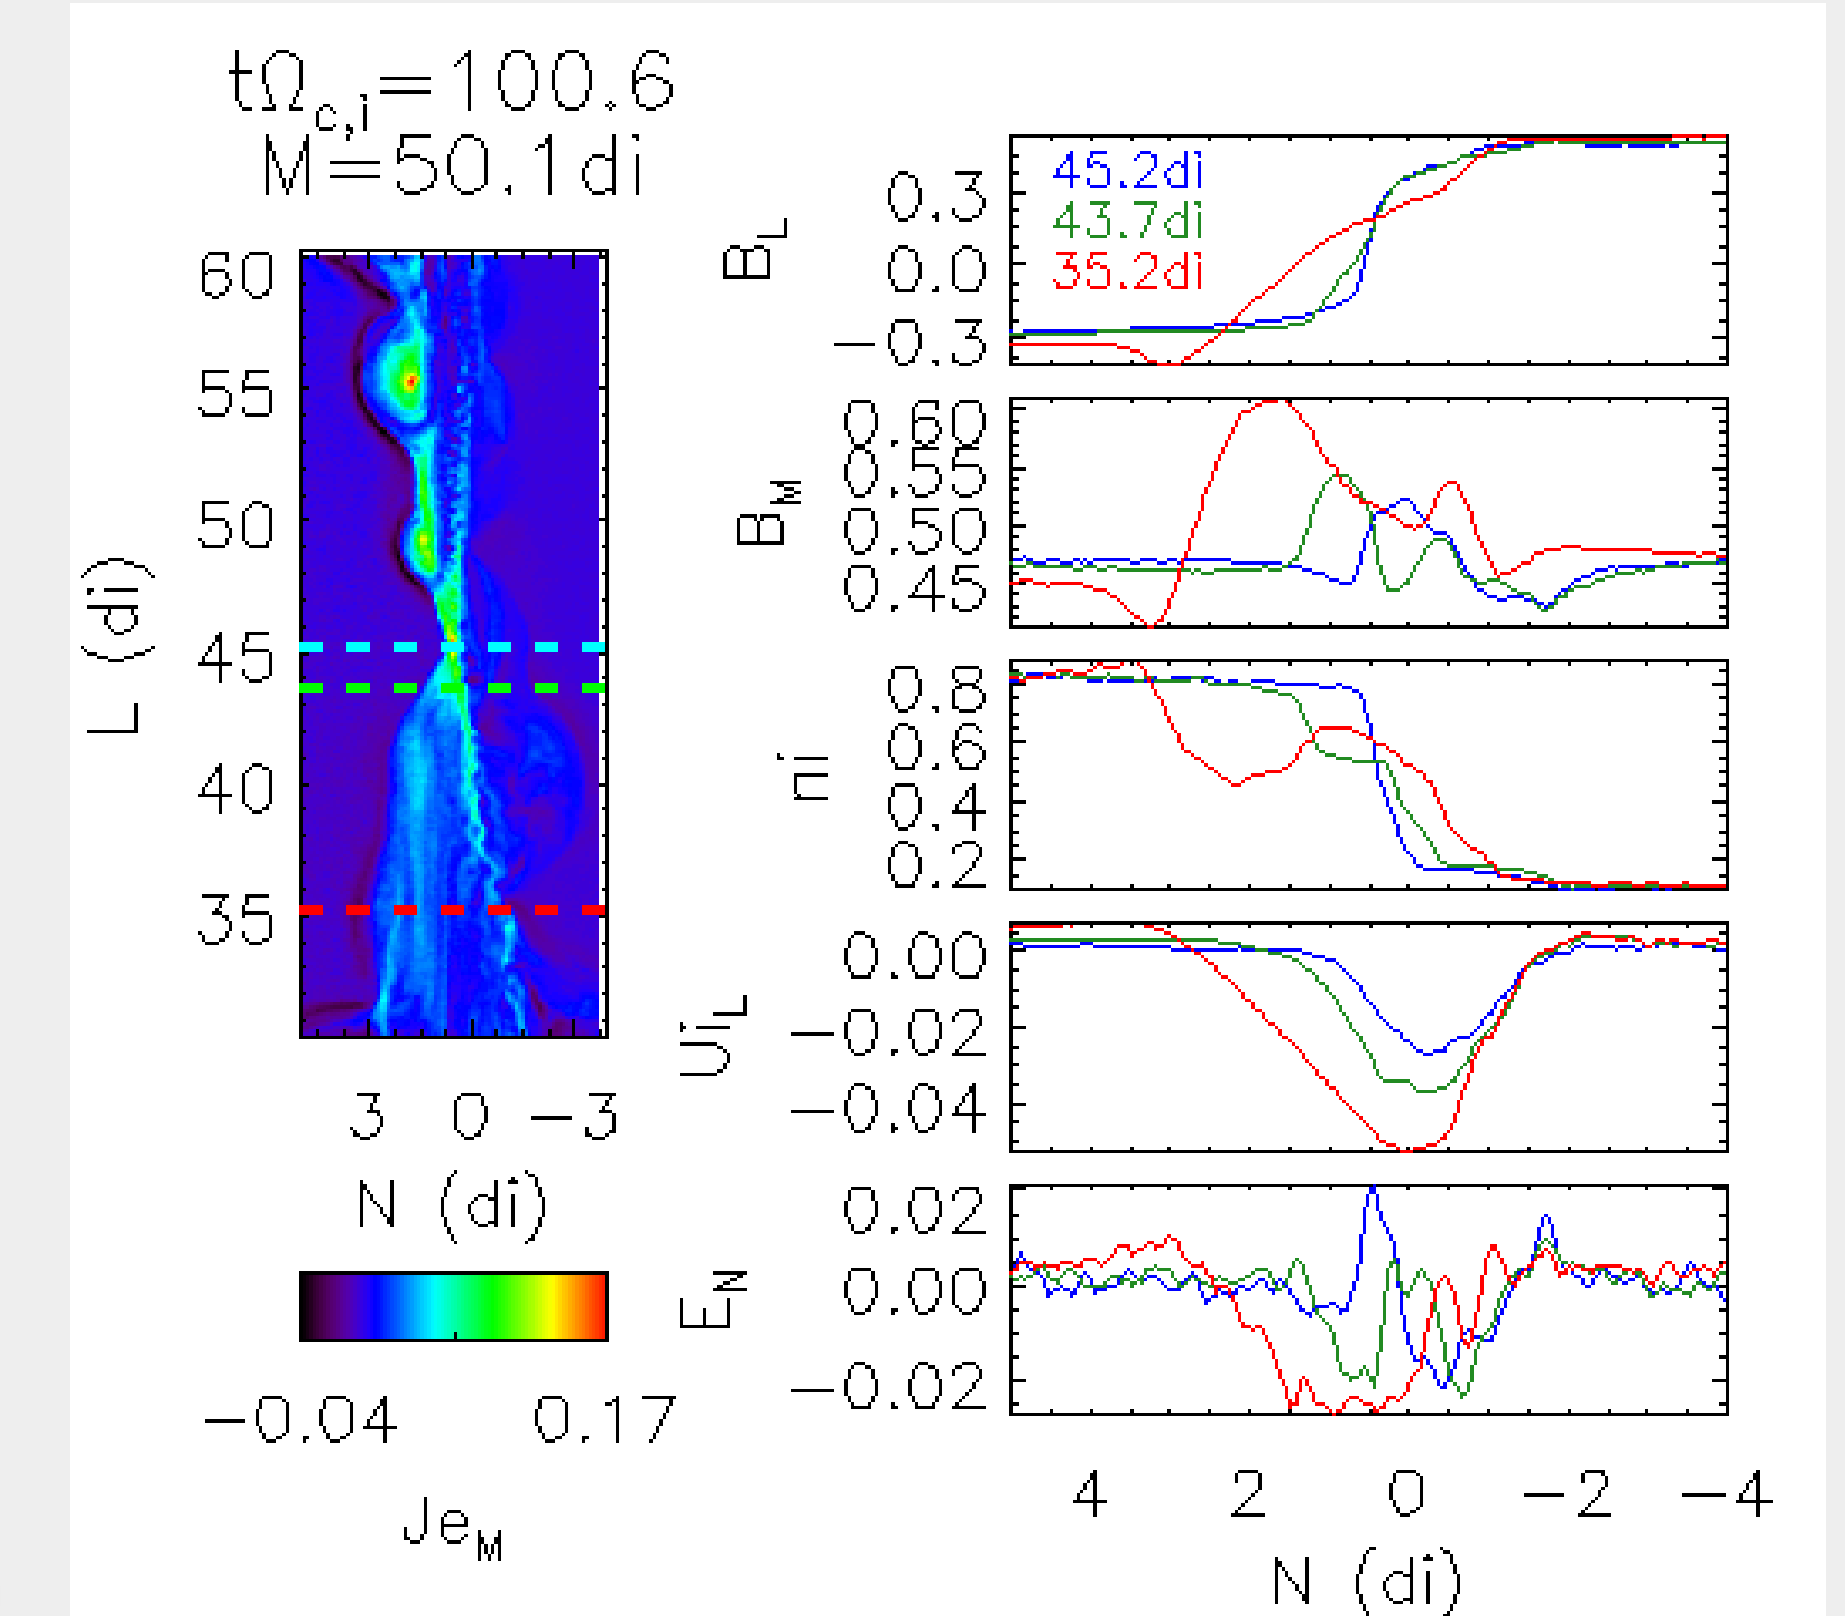 tΩc,i=100.6
M=50.1di
60
55
50
45
40
35
L (di)
3 0 −3
N (di)
−0.04 0.17
JeM
BL
0.3
0.0
−0.3
45.2di
43.7di
35.2di
BM
0.60
0.55
0.50
0.45
ni
0.8
0.6
0.4
0.2
UiL
0.00
−0.02
−0.04
EN
0.02
0.00
−0.02
4 2 0 −2 −4
N (di)